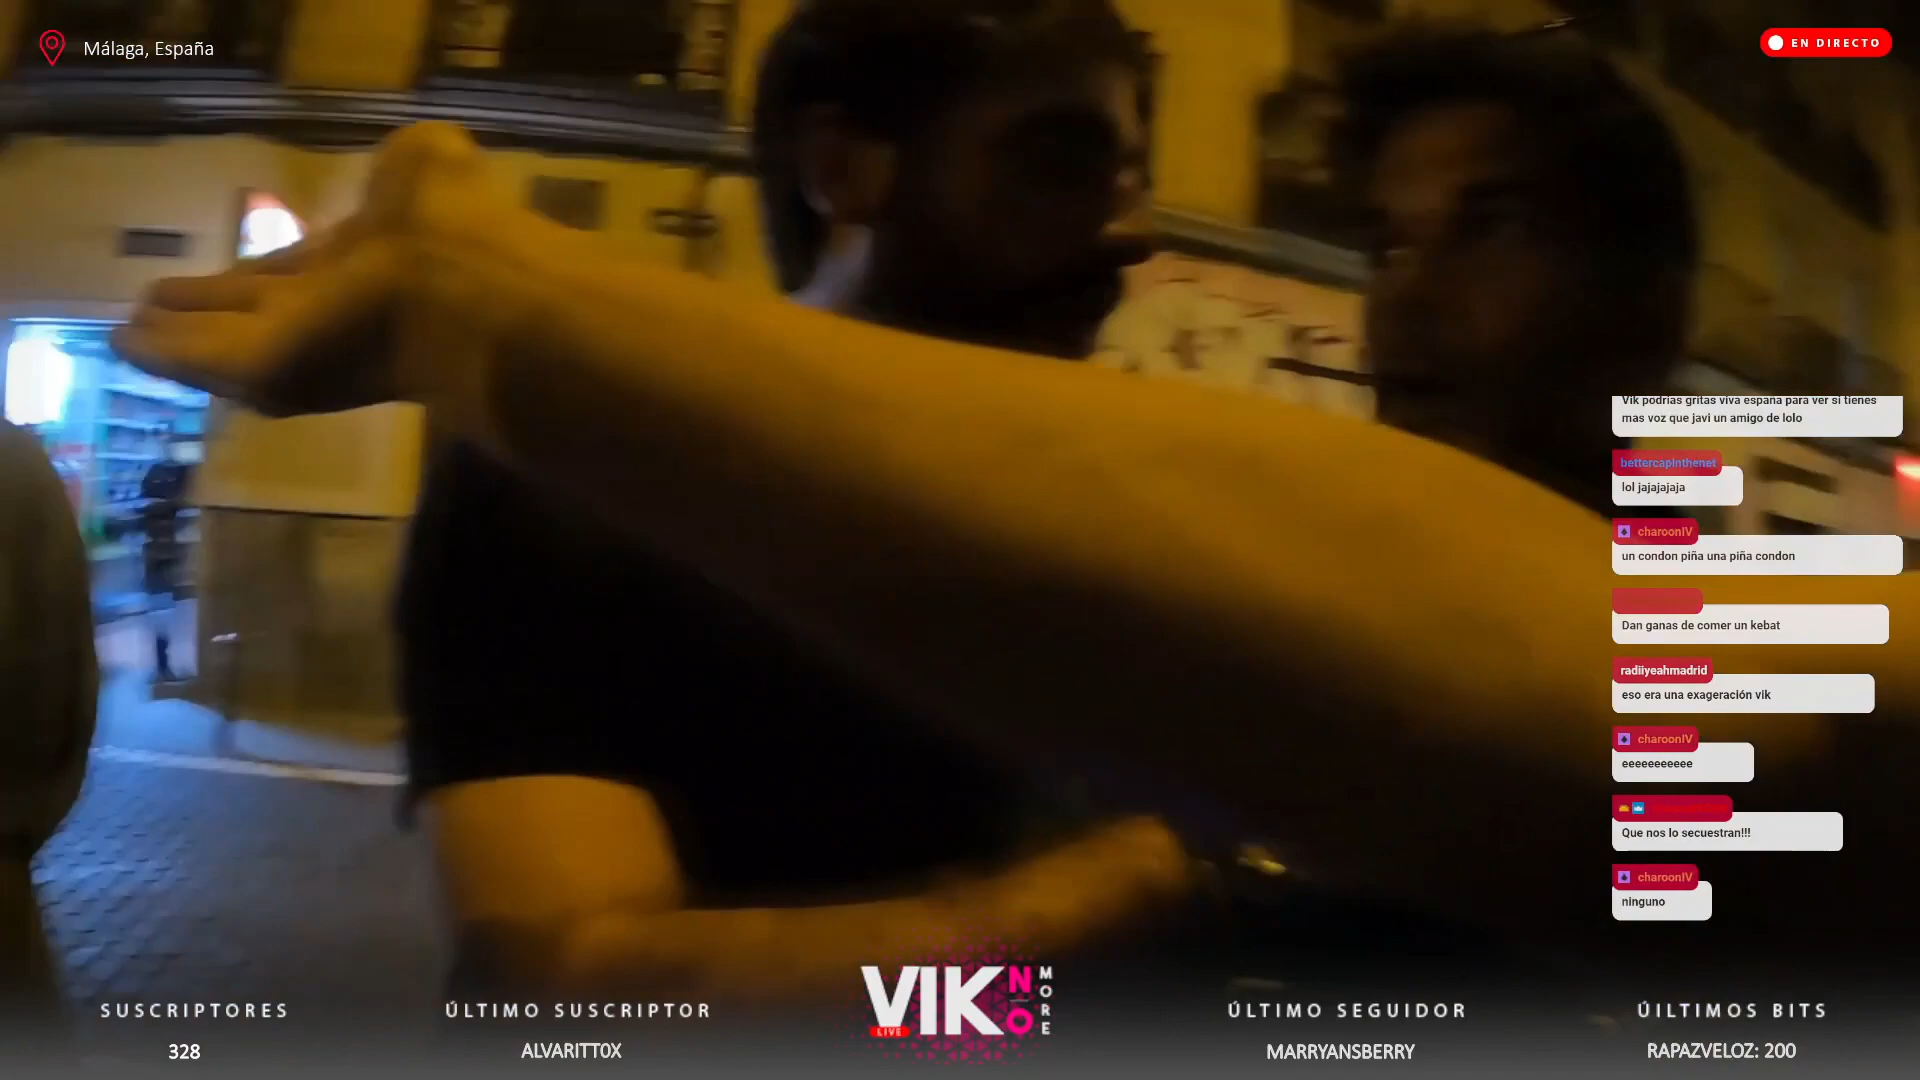 Málaga, España
EN DIRECTO
Vik podrias gritas viva españa para ver si tienes
mas voz que javi un amigo de lolo
bettercapinthenet
lol jajajajaja
charoonIV
un condon piña una piña condon
Dan ganas de comer un kebat
radiiyeahmadrid
eso era una exageración vik
charoonIV
eeeeeeeeeee
Que nos lo secuestran!!!
charoonIV
ninguno
VIK NO MORE
LIVE
SUSCRIPTORES
328
ÚLTIMO SUSCRIPTOR
ALVARITT0X
ÚLTIMO SEGUIDOR
MARRYANSBERRY
ÚILTIMOS BITS
RAPAZVELOZ: 200